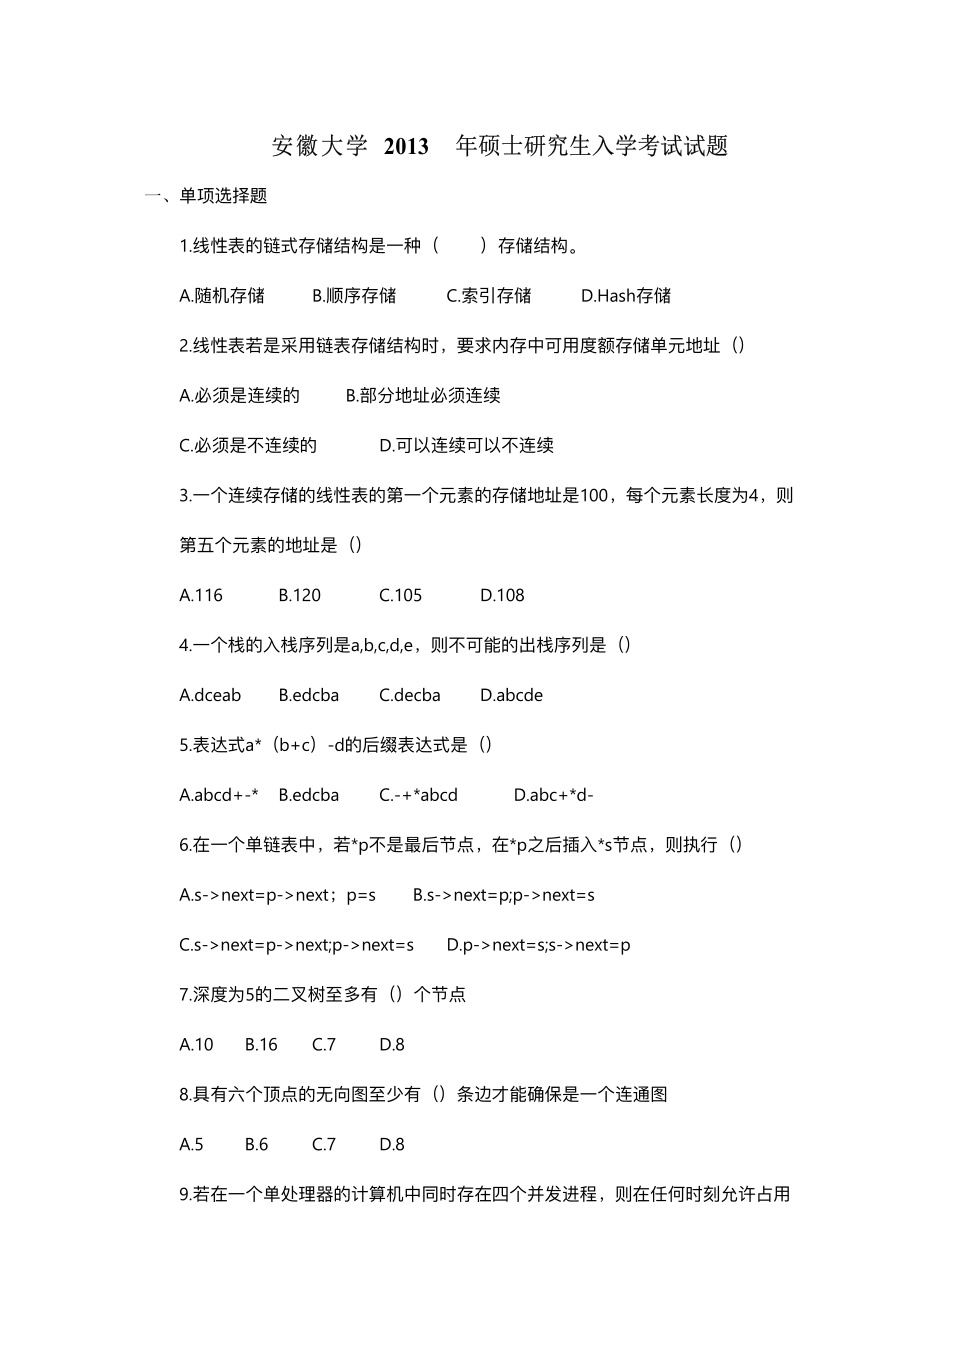 安徽大学 2013 年硕士研究生入学考试试题
一、单项选择题
1.线性表的链式存储结构是一种（ ）存储结构。
A.随机存储 B.顺序存储 C.索引存储 D.Hash存储
2.线性表若是采用链表存储结构时，要求内存中可用度额存储单元地址（）
A.必须是连续的 B.部分地址必须连续
C.必须是不连续的 D.可以连续可以不连续
3.一个连续存储的线性表的第一个元素的存储地址是100，每个元素长度为4，则
第五个元素的地址是（）
A.116 B.120 C.105 D.108
4.一个栈的入栈序列是a,b,c,d,e，则不可能的出栈序列是（）
A.dceab B.edcba C.decba D.abcde
5.表达式a*（b+c）-d的后缀表达式是（）
A.abcd+-* B.edcba C.-+*abcd D.abc+*d-
6.在一个单链表中，若*p不是最后节点，在*p之后插入*s节点，则执行（）
A.s->next=p->next；p=s B.s->next=p;p->next=s
C.s->next=p->next;p->next=s D.p->next=s;s->next=p
7.深度为5的二叉树至多有（）个节点
A.10 B.16 C.7 D.8
8.具有六个顶点的无向图至少有（）条边才能确保是一个连通图
A.5 B.6 C.7 D.8
9.若在一个单处理器的计算机中同时存在四个并发进程，则在任何时刻允许占用